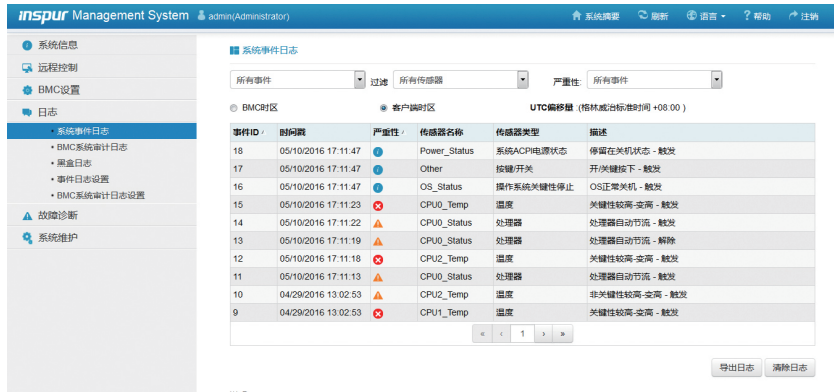 inspur Management System admin(Administrator) 系统摘要 刷新 语言 帮助 注销
系统信息
远程控制
BMC设置
日志
系统事件日志
BMC系统审计日志
黑盒日志
事件日志设置
BMC系统审计日志设置
故障诊断
系统维护
系统事件日志
所有事件 过滤 所有传感器 严重性: 所有事件
BMC时区 客户端时区 UTC偏移量 :(格林威治标准时间 +08:00 )
事件ID 时间戳 严重性 传感器名称 传感器类型 描述
18 05/10/2016 17:11:47 Power_Status 系统ACPI电源状态 停留在关机状态 - 触发
17 05/10/2016 17:11:47 Other 按键/开关 开/关键按下 - 触发
16 05/10/2016 17:11:47 OS_Status 操作系统关键性停止 OS正常关机 - 触发
15 05/10/2016 17:11:23 CPU0_Temp 温度 关键性较高-变高 - 触发
14 05/10/2016 17:11:22 CPU0_Status 处理器 处理器自动节流 - 触发
13 05/10/2016 17:11:19 CPU0_Status 处理器 处理器自动节流 - 解除
12 05/10/2016 17:11:18 CPU2_Temp 温度 关键性较高-变高 - 触发
11 05/10/2016 17:11:13 CPU0_Status 处理器 处理器自动节流 - 触发
10 04/29/2016 13:02:53 CPU2_Temp 温度 非关键性较高-变高 - 触发
9 04/29/2016 13:02:53 CPU1_Temp 温度 关键性较高-变高 - 触发
« ‹ 1 › »
导出日志 清除日志